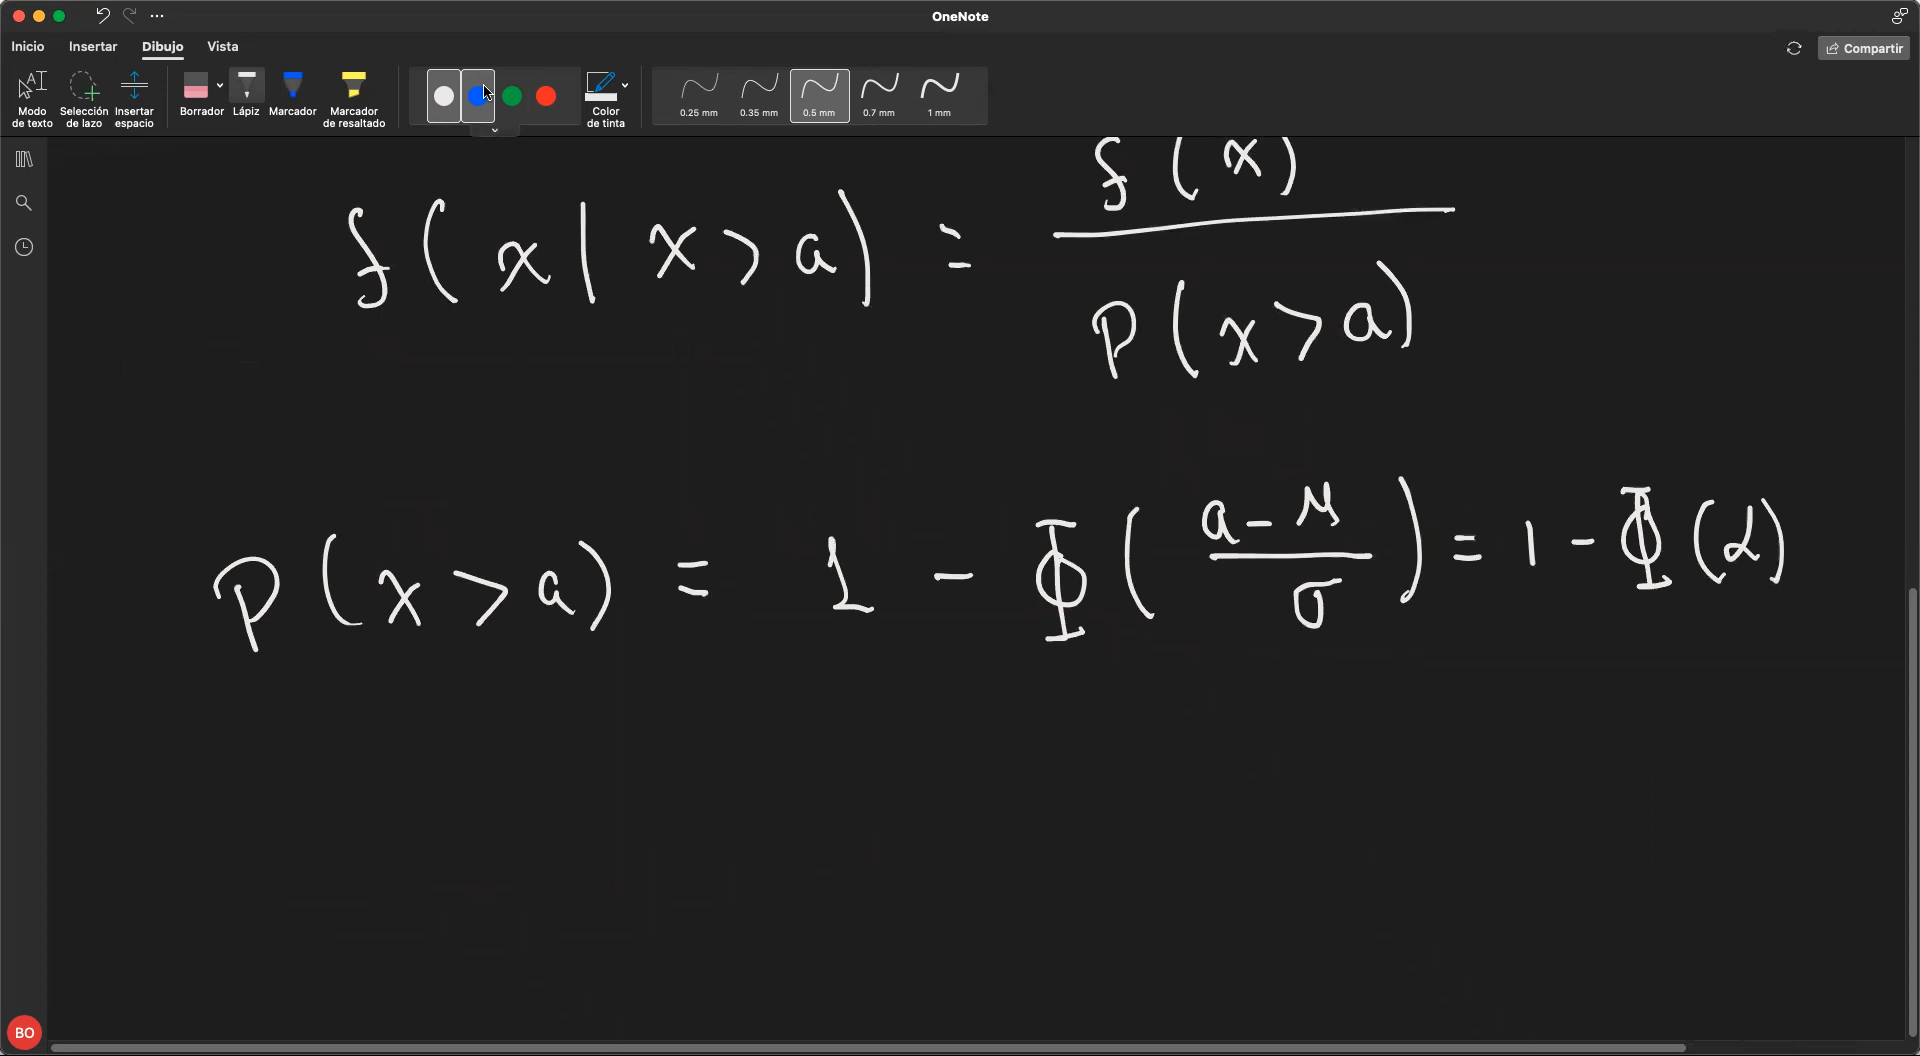 OneNote
Inicio Insertar Dibujo Vista
Compartir
Modo de texto
Selección de lazo
Insertar espacio
Borrador
Lápiz
Marcador
Marcador de resaltado
Color de tinta
0.25 mm 0.35 mm 0.5 mm 0.7 mm 1 mm
f(x | x > a) = f(x) / P(x > a)
P(x > a) = 1 - Φ((a - μ) / σ) = 1 - Φ(α)
BO